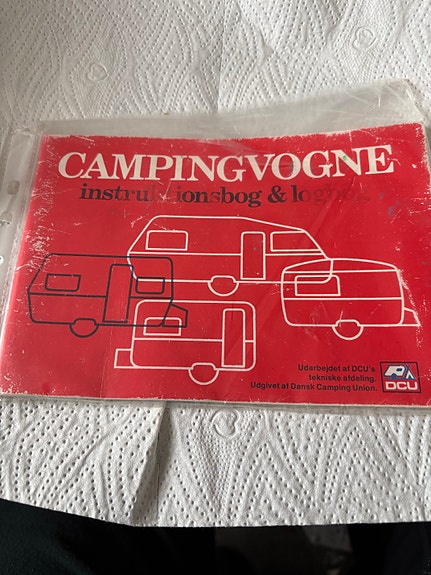 CAMPINGVOGNE
instruktionsbog & logbog
Udarbejdet af DCU's
tekniske afdeling.
Udgivet af Dansk Camping Union.
DCU